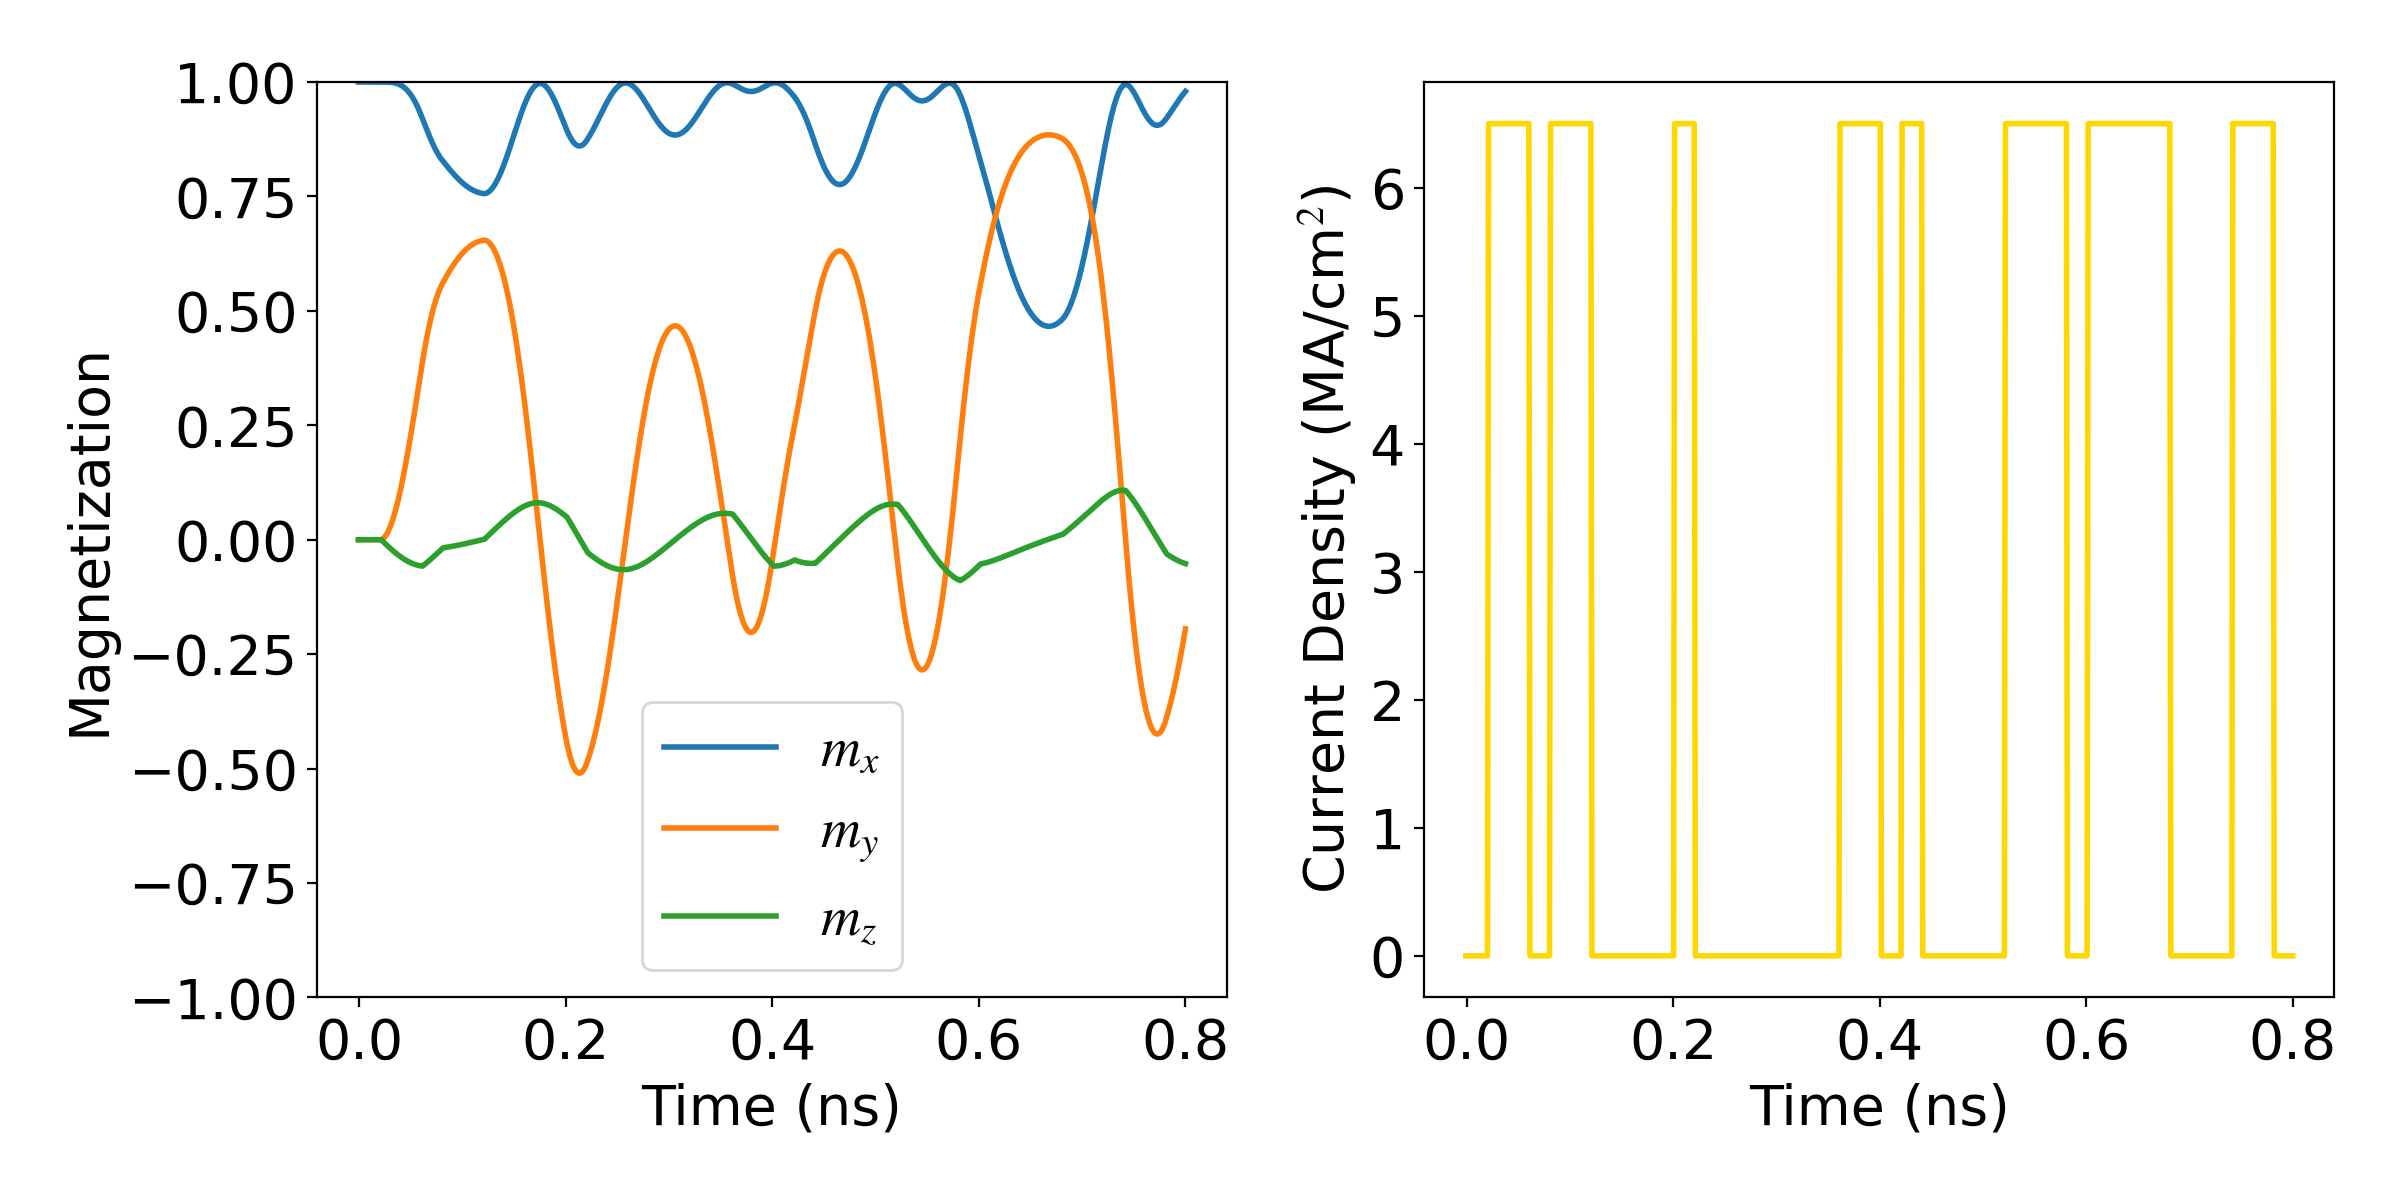 1.00
0.75
0.50
0.25
0.00
−0.25
−0.50
−0.75
−1.00
Magnetization
0.0 0.2 0.4 0.6 0.8
Time (ns)
m_x
m_y
m_z
6
5
4
3
2
1
0
Current Density (MA/cm²)
0.0 0.2 0.4 0.6 0.8
Time (ns)